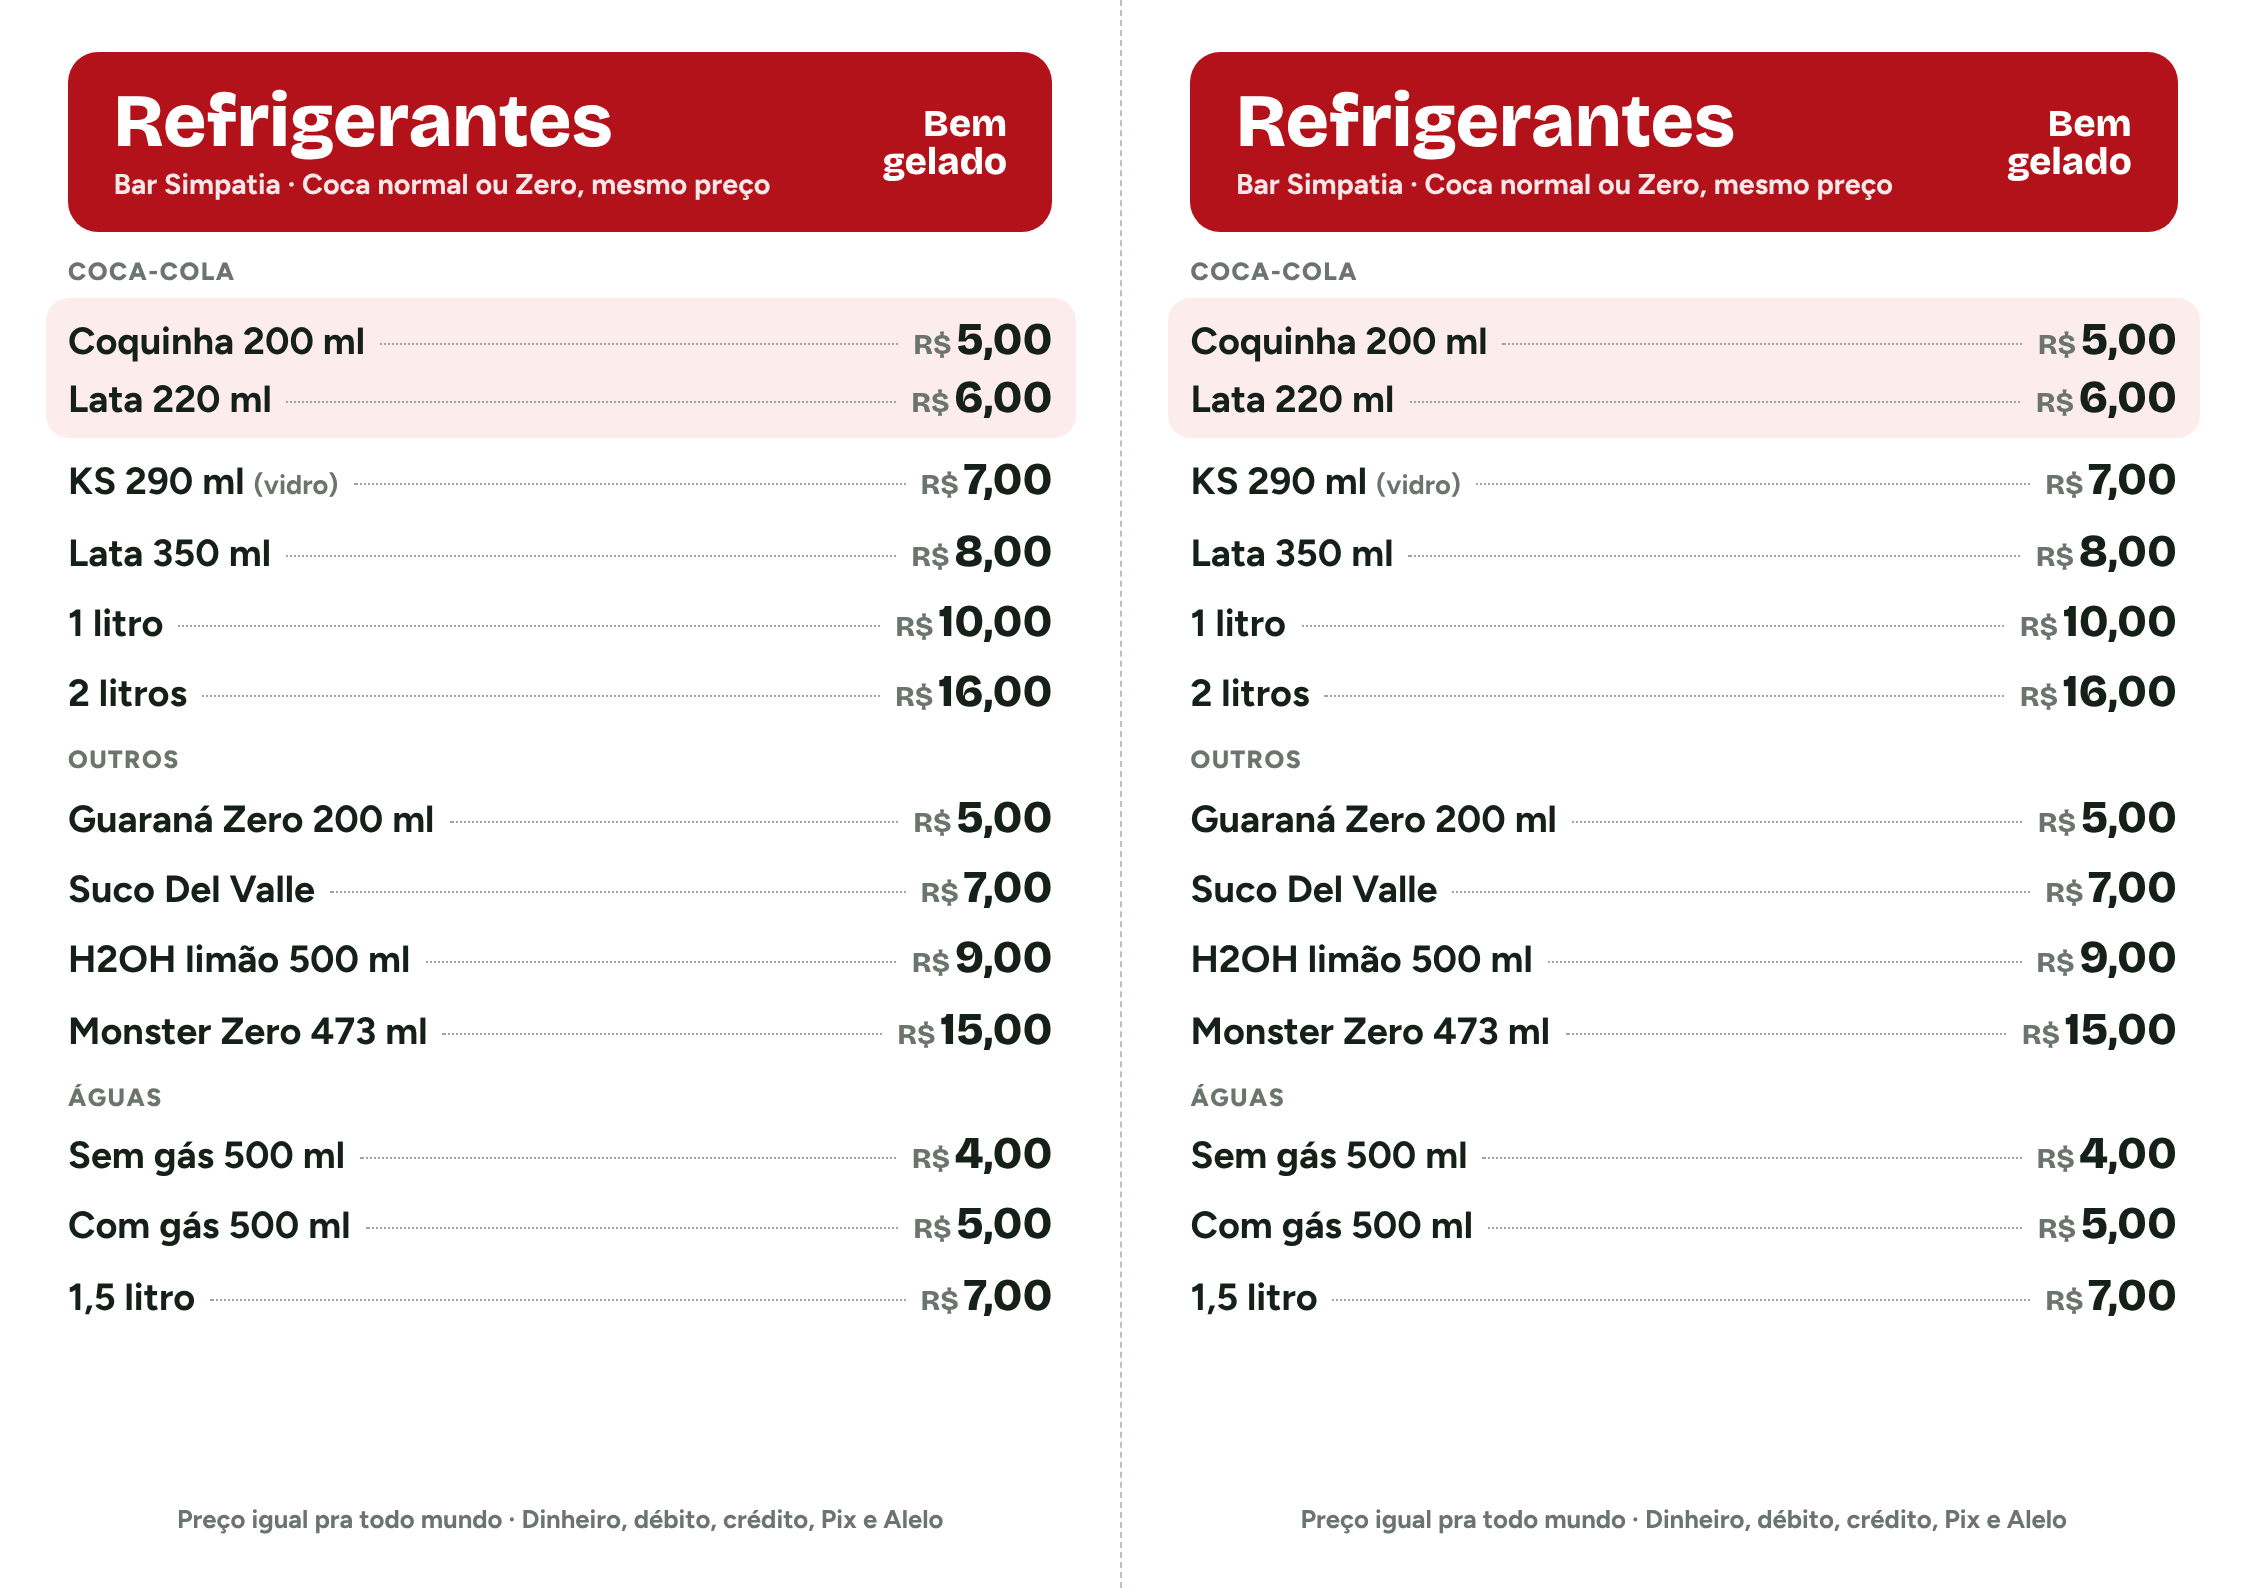 Refrigerantes
Bar Simpatia · Coca normal ou Zero, mesmo preço
Bem
gelado
COCA-COLA
Coquinha 200 ml R$ 5,00
Lata 220 ml R$ 6,00
KS 290 ml (vidro) R$ 7,00
Lata 350 ml R$ 8,00
1 litro R$ 10,00
2 litros R$ 16,00
OUTROS
Guaraná Zero 200 ml R$ 5,00
Suco Del Valle R$ 7,00
H2OH limão 500 ml R$ 9,00
Monster Zero 473 ml R$ 15,00
ÁGUAS
Sem gás 500 ml R$ 4,00
Com gás 500 ml R$ 5,00
1,5 litro R$ 7,00
Preço igual pra todo mundo · Dinheiro, débito, crédito, Pix e Alelo
Refrigerantes
Bar Simpatia · Coca normal ou Zero, mesmo preço
Bem
gelado
COCA-COLA
Coquinha 200 ml R$ 5,00
Lata 220 ml R$ 6,00
KS 290 ml (vidro) R$ 7,00
Lata 350 ml R$ 8,00
1 litro R$ 10,00
2 litros R$ 16,00
OUTROS
Guaraná Zero 200 ml R$ 5,00
Suco Del Valle R$ 7,00
H2OH limão 500 ml R$ 9,00
Monster Zero 473 ml R$ 15,00
ÁGUAS
Sem gás 500 ml R$ 4,00
Com gás 500 ml R$ 5,00
1,5 litro R$ 7,00
Preço igual pra todo mundo · Dinheiro, débito, crédito, Pix e Alelo